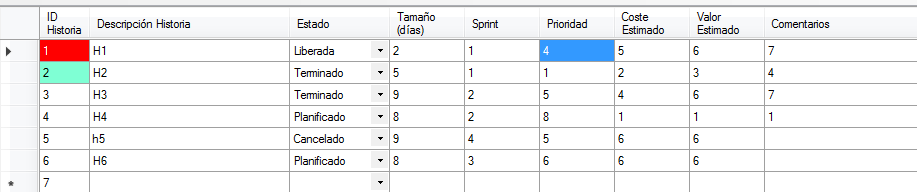 ID Historia Descripción Historia Estado Tamaño (días) Sprint Prioridad Coste Estimado Valor Estimado Comentarios
1 H1 Liberada 2 1 4 5 6 7
2 H2 Terminado 5 1 1 2 3 4
3 H3 Terminado 9 2 5 4 6 7
4 H4 Planificado 8 2 8 1 1 1
5 h5 Cancelado 9 4 5 6 6
6 H6 Planificado 8 3 6 6 6
* 7